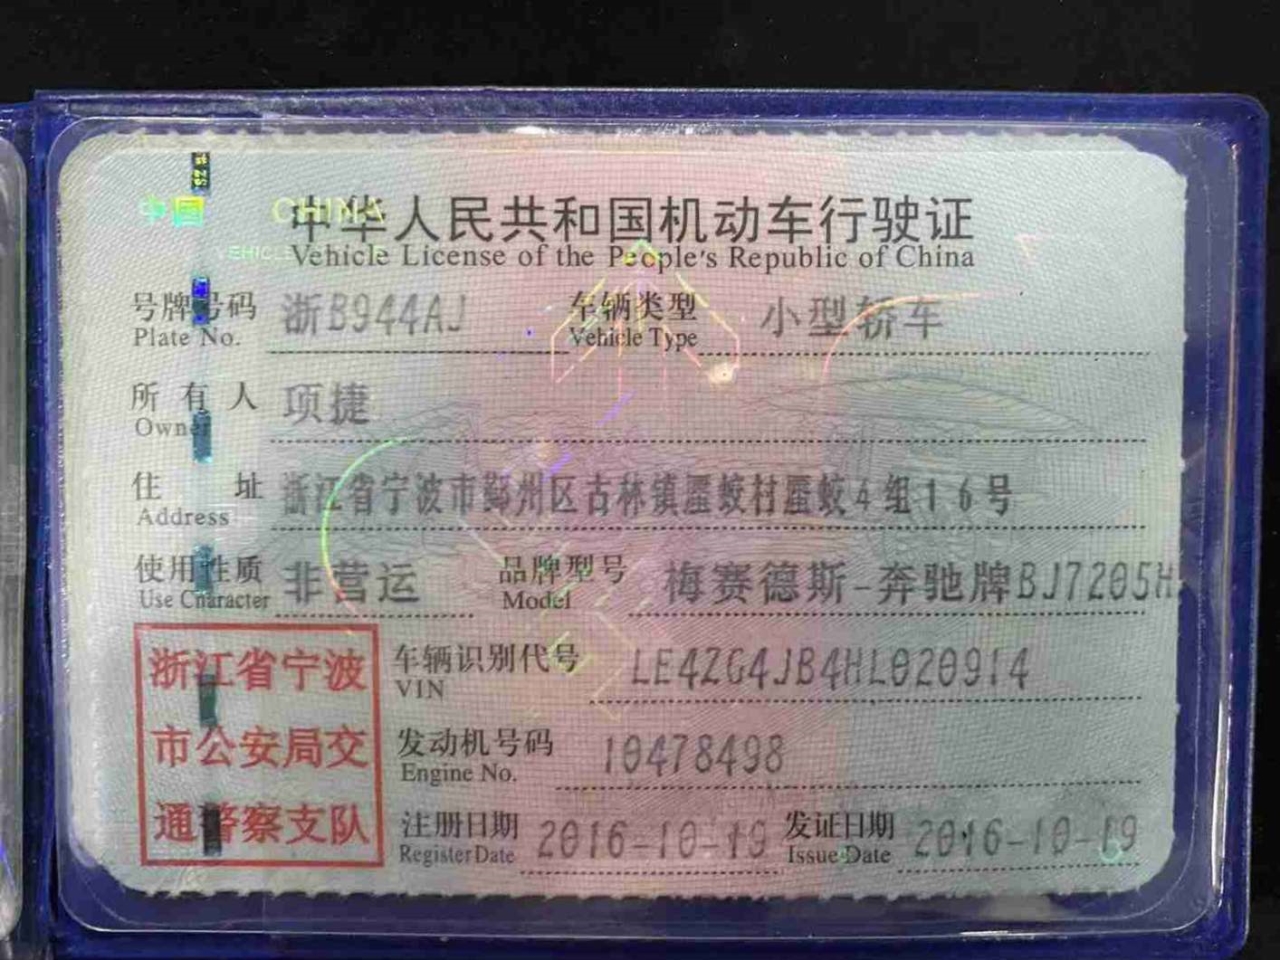 中国 CHINA
中华人民共和国机动车行驶证
Vehicle License of the People's Republic of China
号牌号码 浙B944AJ 车辆类型 小型轿车
Plate No. Vehicle Type
所有人 项捷
Owner
住址 浙江省宁波市鄞州区古林镇蜃蛟村蜃蛟4组16号
Address
使用性质 非营运 品牌型号 梅赛德斯-奔驰牌BJ7205H
Use Character Model
浙江省宁波
市公安局交
通警察支队
车辆识别代号 LE4ZG4JB4HL020914
VIN
发动机号码 10478498
Engine No.
注册日期 2016-10-19 发证日期 2016-10-19
Register Date Issue Date